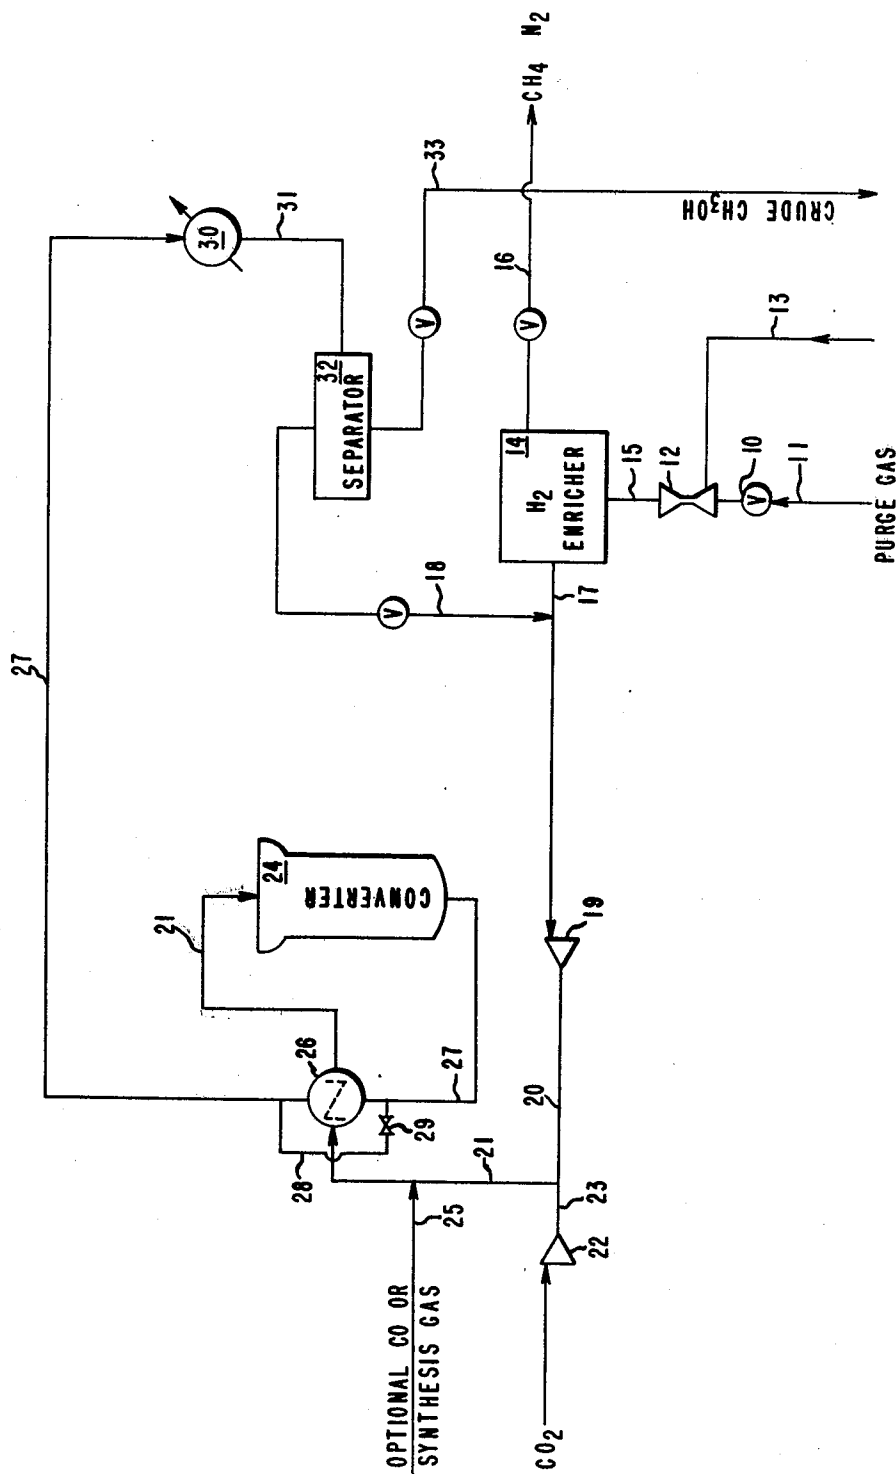 27
21
24
CONVERTER
26
27
28
29
21
25
OPTIONAL CO OR
SYNTHESIS GAS
CO2
22
23
20
19
30
31
32
SEPARATOR
V
18
V
33
CRUDE CH3OH
17
14
H2
ENRICHER
V
16
CH4 N2
15
12
13
V
10
11
PURGE GAS